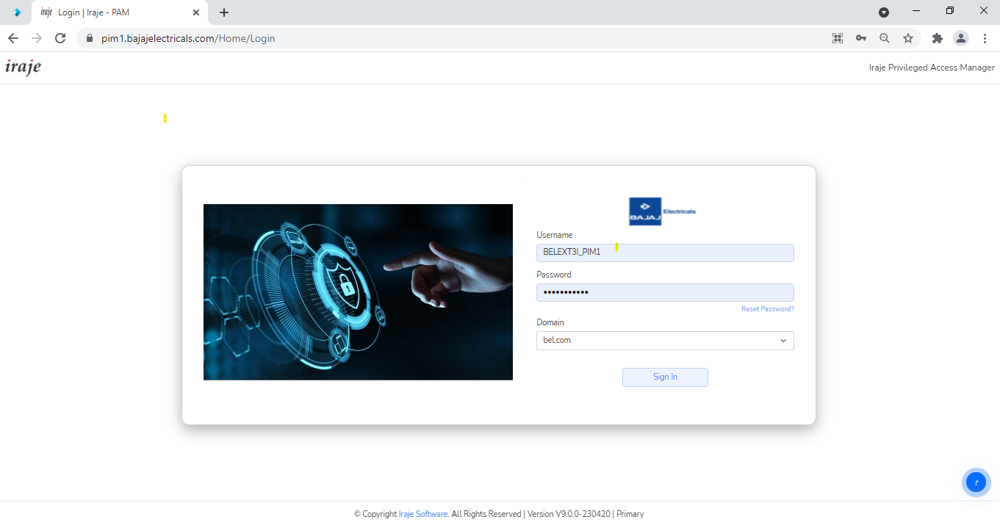 iraje Login | Iraje - PAM
pim1.bajajelectricals.com/Home/Login
iraje
Iraje Privileged Access Manager
BAJAJ Electricals
Username
BELEXT3I_PIM1
Password
•••••••••••
Reset Password?
Domain
bel.com
Sign In
© Copyright Iraje Software. All Rights Reserved | Version V9.0.0-230420 | Primary